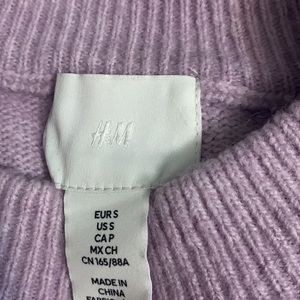 H&M
EUR S
US S
CA P
MX CH
CN 165/88A
MADE IN
CHINA